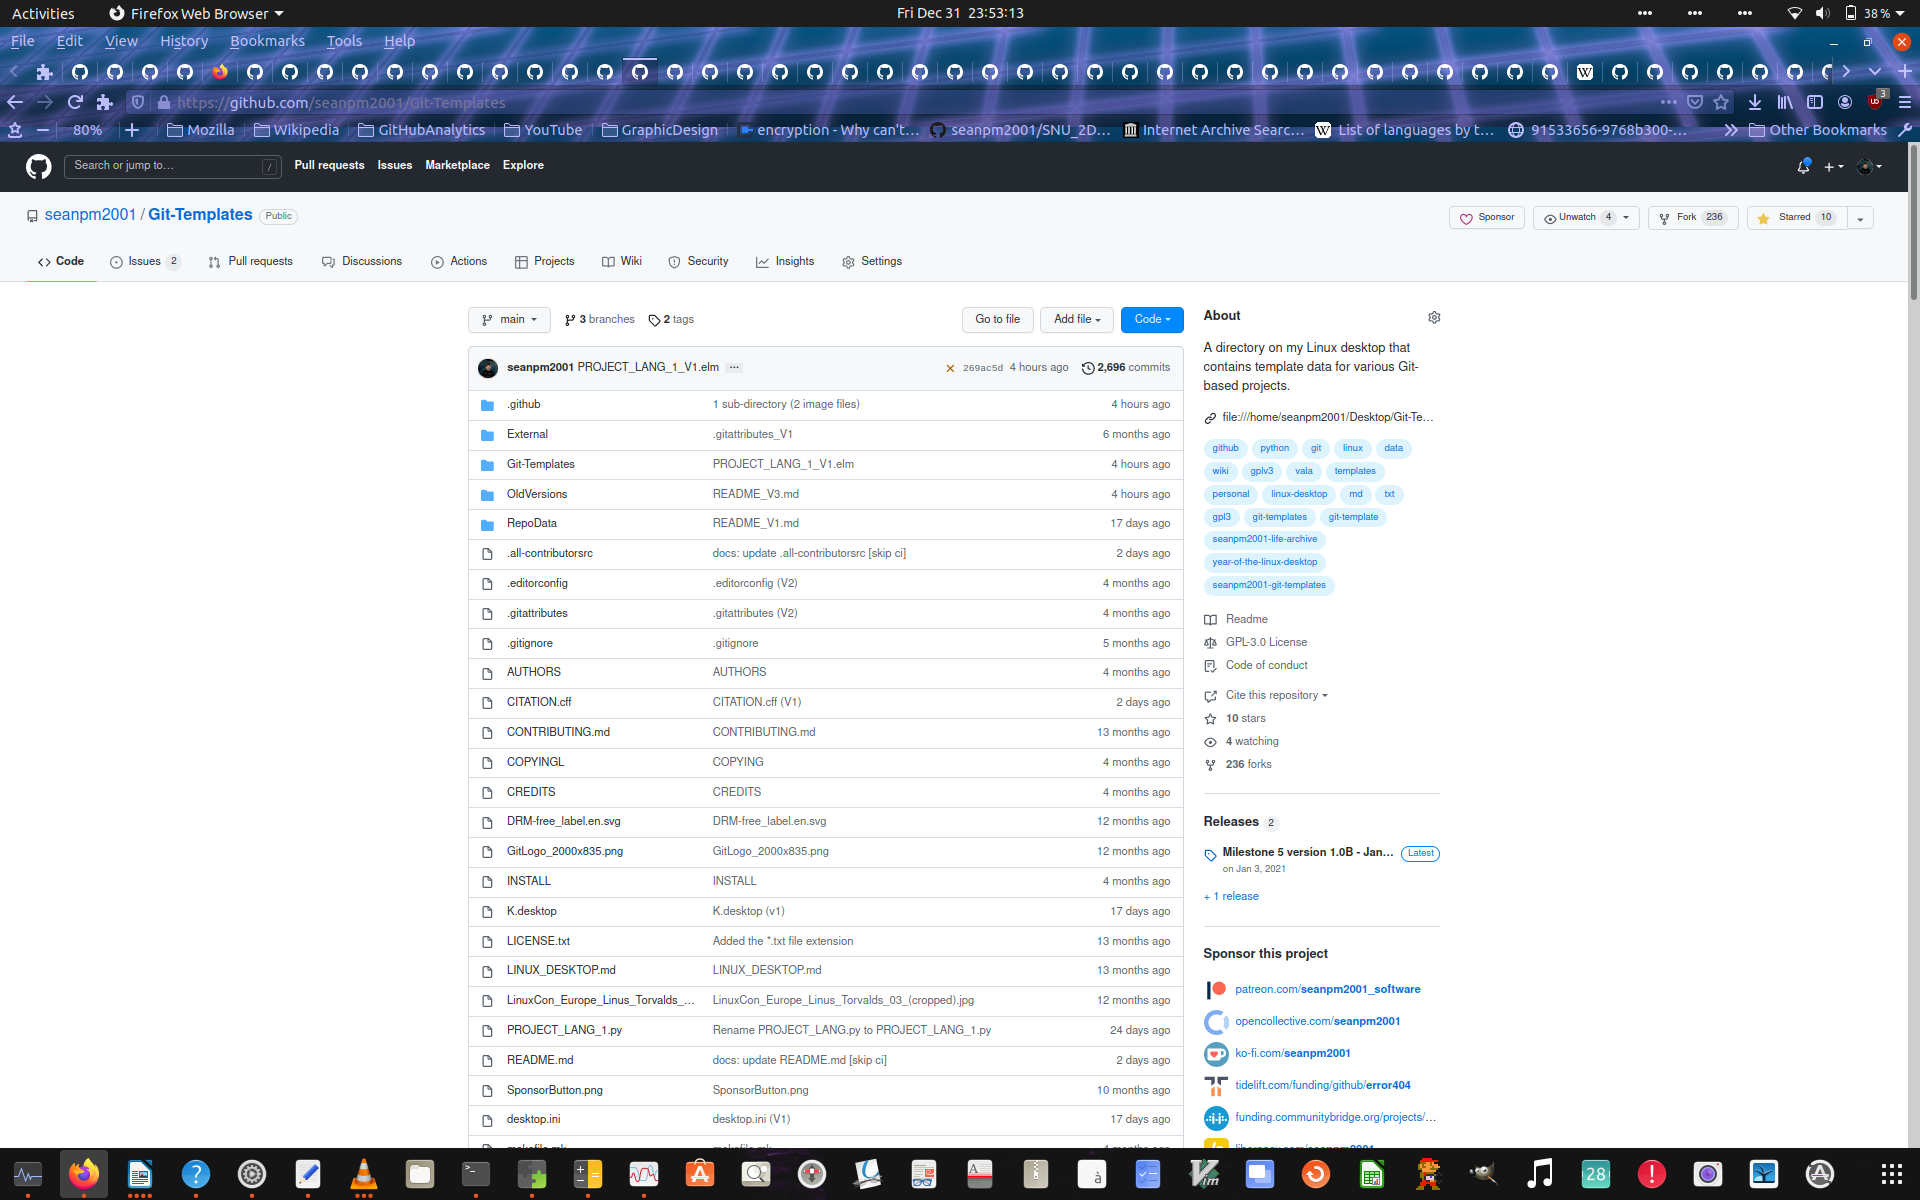 Activities Firefox Web Browser Fri Dec 31 23:53:13 38 %
File Edit View History Bookmarks Tools Help
https://github.com/seanpm2001/Git-Templates 3
80% Mozilla Wikipedia GitHubAnalytics YouTube GraphicDesign encryption - Why can't… seanpm2001/SNU_2D… Internet Archive Searc… List of languages by t… 91533656-9768b300-… Other Bookmarks
Search or jump to… / Pull requests Issues Marketplace Explore
seanpm2001 / Git-Templates Public Sponsor Unwatch 4 Fork 236 Starred 10
Code Issues 2 Pull requests Discussions Actions Projects Wiki Security Insights Settings
main 3 branches 2 tags Go to file Add file Code
seanpm2001 PROJECT_LANG_1_V1.elm ... 269ac5d 4 hours ago 2,696 commits
.github 1 sub-directory (2 image files) 4 hours ago
External .gitattributes_V1 6 months ago
Git-Templates PROJECT_LANG_1_V1.elm 4 hours ago
OldVersions README_V3.md 4 hours ago
RepoData README_V1.md 17 days ago
.all-contributorsrc docs: update .all-contributorsrc [skip ci] 2 days ago
.editorconfig .editorconfig (V2) 4 months ago
.gitattributes .gitattributes (V2) 4 months ago
.gitignore .gitignore 5 months ago
AUTHORS AUTHORS 4 months ago
CITATION.cff CITATION.cff (V1) 2 days ago
CONTRIBUTING.md CONTRIBUTING.md 13 months ago
COPYINGL COPYING 4 months ago
CREDITS CREDITS 4 months ago
DRM-free_label.en.svg DRM-free_label.en.svg 12 months ago
GitLogo_2000x835.png GitLogo_2000x835.png 12 months ago
INSTALL INSTALL 4 months ago
K.desktop K.desktop (v1) 17 days ago
LICENSE.txt Added the *.txt file extension 13 months ago
LINUX_DESKTOP.md LINUX_DESKTOP.md 13 months ago
LinuxCon_Europe_Linus_Torvalds_… LinuxCon_Europe_Linus_Torvalds_03_(cropped).jpg 12 months ago
PROJECT_LANG_1.py Rename PROJECT_LANG.py to PROJECT_LANG_1.py 24 days ago
README.md docs: update README.md [skip ci] 2 days ago
SponsorButton.png SponsorButton.png 10 months ago
desktop.ini desktop.ini (V1) 17 days ago
About
A directory on my Linux desktop that
contains template data for various Git-
based projects.
file:///home/seanpm2001/Desktop/Git-Te…
github python git linux data
wiki gplv3 vala templates
personal linux-desktop md txt
gpl3 git-templates git-template
seanpm2001-life-archive
year-of-the-linux-desktop
seanpm2001-git-templates
Readme
GPL-3.0 License
Code of conduct
Cite this repository
10 stars
4 watching
236 forks
Releases 2
Milestone 5 version 1.0B - Jan… Latest
on Jan 3, 2021
+ 1 release
Sponsor this project
patreon.com/seanpm2001_software
opencollective.com/seanpm2001
ko-fi.com/seanpm2001
tidelift.com/funding/github/error404
funding.communitybridge.org/projects/…
28